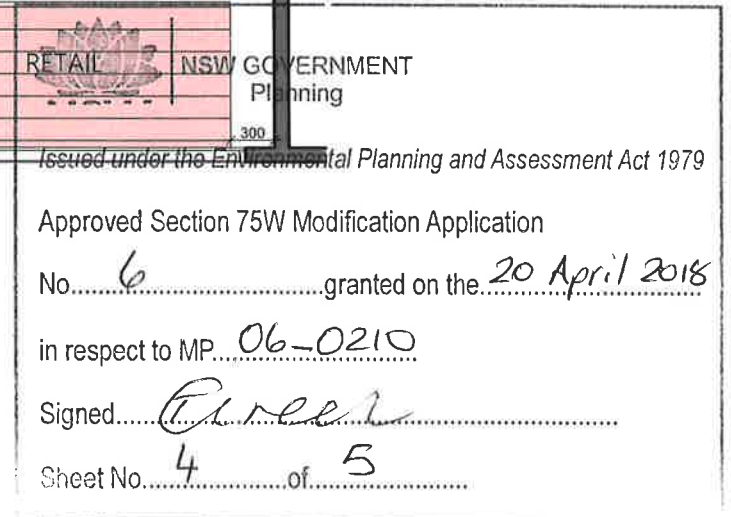 RETAIL NSW GOVERNMENT
Planning
300
Issued under the Environmental Planning and Assessment Act 1979
Approved Section 75W Modification Application
No. 6 granted on the 20 April 2018
in respect to MP 06-0210
Signed
Sheet No. 4 of 5